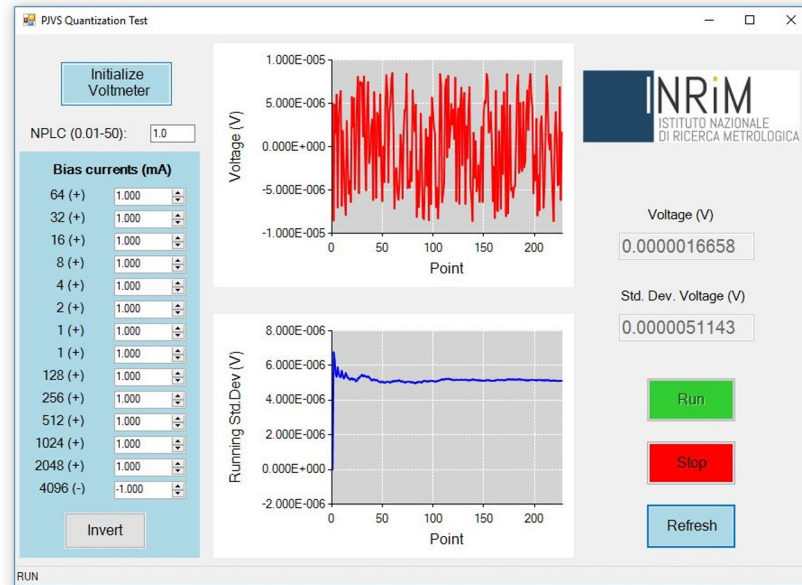 PJVS Quantization Test
Initialize
Voltmeter
NPLC (0.01-50): 1.0
Bias currents (mA)
64 (+) 1.000
32 (+) 1.000
16 (+) 1.000
8 (+) 1.000
4 (+) 1.000
2 (+) 1.000
1 (+) 1.000
1 (+) 1.000
128 (+) 1.000
256 (+) 1.000
512 (+) 1.000
1024 (+) 1.000
2048 (+) 1.000
4096 (-) -1.000
Invert
Voltage (V)
1.000E-005
5.000E-006
0.000E+000
-5.000E-006
-1.000E-005
0 50 100 150 200
Point
Running Std.Dev (V)
8.000E-006
6.000E-006
4.000E-006
2.000E-006
0.000E+000
-2.000E-006
0 50 100 150 200
Point
INRiM
ISTITUTO NAZIONALE
DI RICERCA METROLOGICA
Voltage (V)
0.0000016658
Std. Dev. Voltage (V)
0.0000051143
Run
Stop
Refresh
RUN